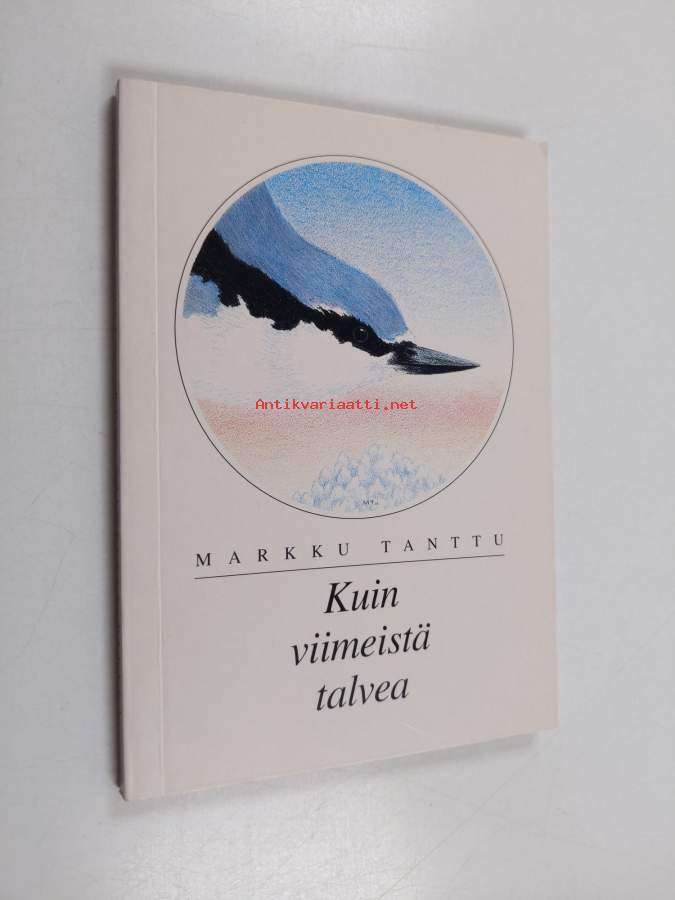 Antikvariaatti.net
MARKKU TANTTU
Kuin
viimeistä
talvea